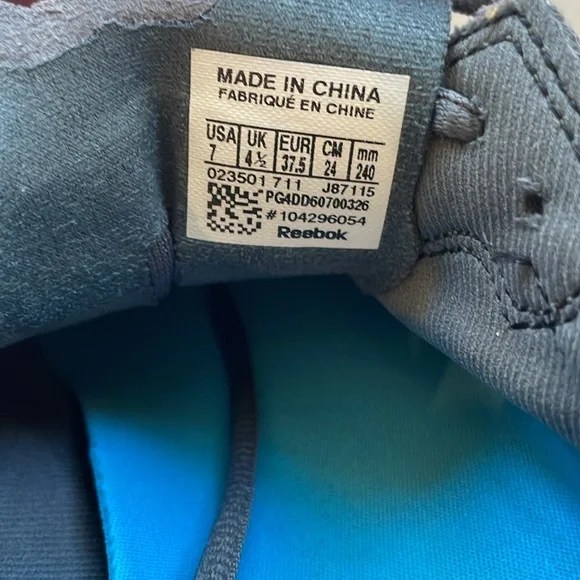 MADE IN CHINA
FABRIQUÉ EN CHINE
USA UK EUR CM mm
7 4½ 37.5 24 240
023501 711 J87115
PG4DD60700326
#104296054
Reebok